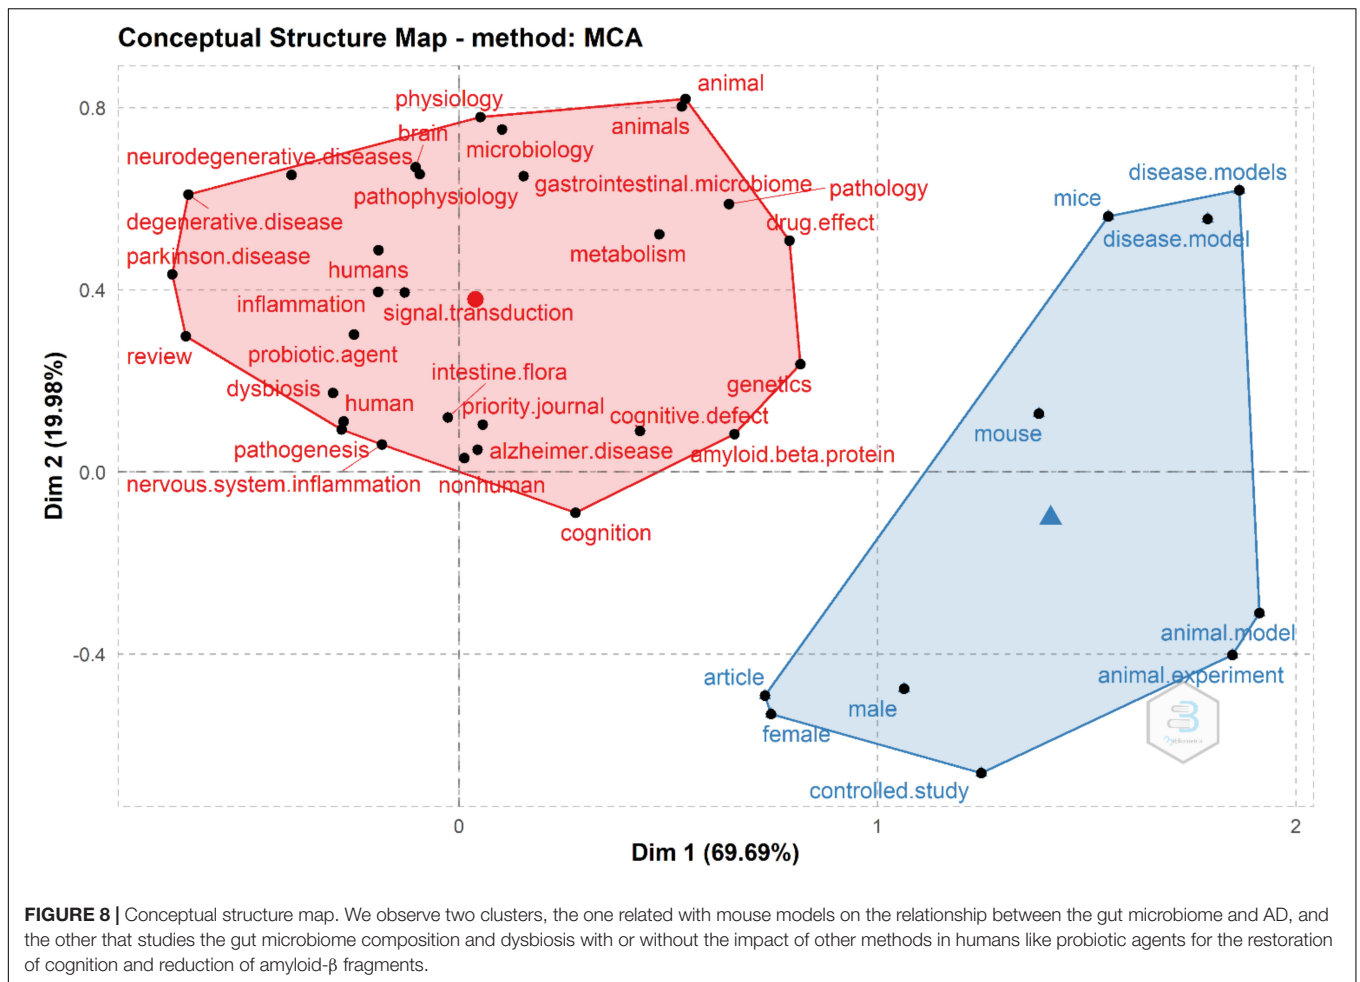 Conceptual Structure Map - method: MCA
animal
physiology
animals
brain
microbiology
neurodegenerative.diseases
disease.models
gastrointestinal.microbiome
pathology
pathophysiology
mice
degenerative.disease
drug.effect
disease.model
parkinson.disease
metabolism
humans
inflammation
signal.transduction
review
probiotic.agent
intestine.flora
genetics
dysbiosis
human
priority.journal
cognitive.defect
mouse
pathogenesis
alzheimer.disease
amyloid.beta.protein
nervous.system.inflammation
nonhuman
cognition
animal.model
article
animal.experiment
male
female
controlled.study
0.8
0.4
0.0
-0.4
Dim 2 (19.98%)
0
1
2
Dim 1 (69.69%)
FIGURE 8 | Conceptual structure map. We observe two clusters, the one related with mouse models on the relationship between the gut microbiome and AD, and
the other that studies the gut microbiome composition and dysbiosis with or without the impact of other methods in humans like probiotic agents for the restoration
of cognition and reduction of amyloid-β fragments.